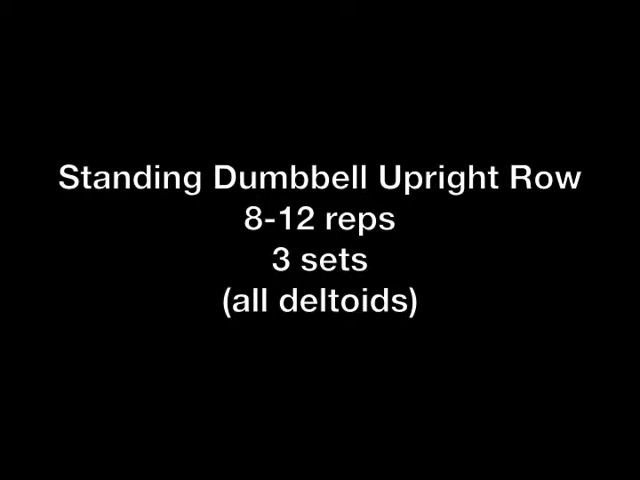 Standing Dumbbell Upright Row
8-12 reps
3 sets
(all deltoids)